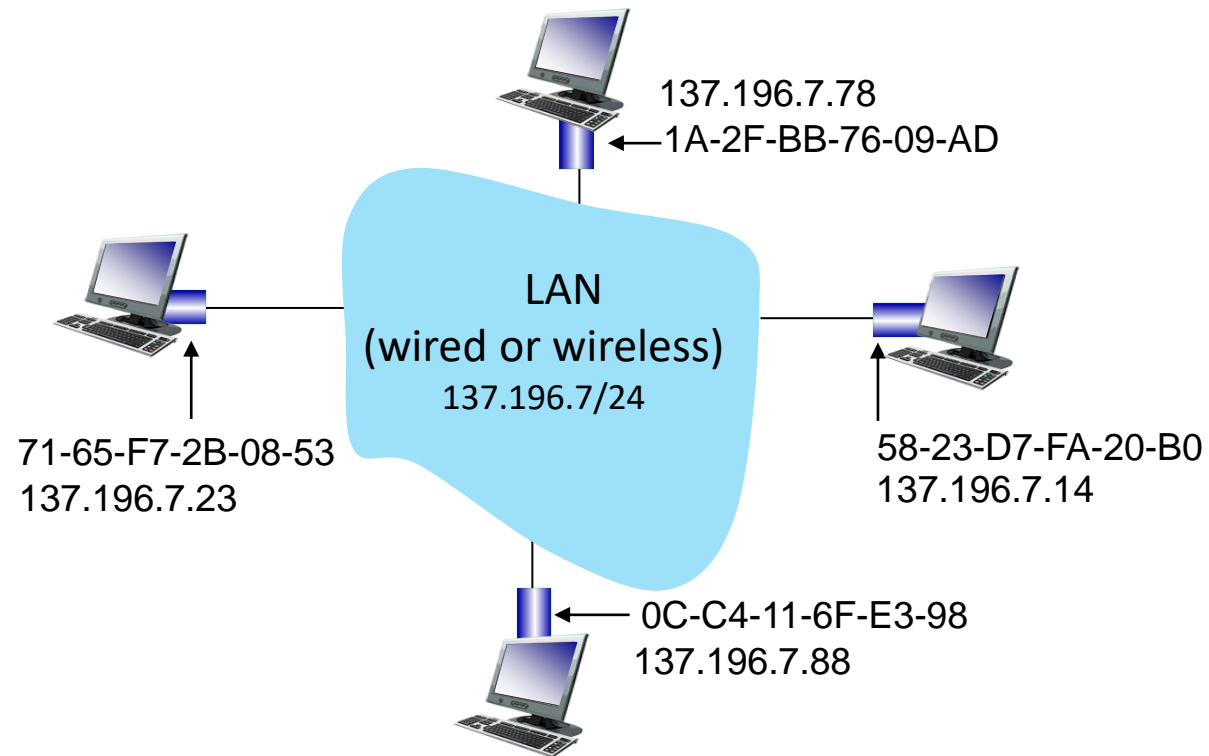 137.196.7.78
1A-2F-BB-76-09-AD
LAN
(wired or wireless)
137.196.7/24
71-65-F7-2B-08-53
137.196.7.23
58-23-D7-FA-20-B0
137.196.7.14
0C-C4-11-6F-E3-98
137.196.7.88